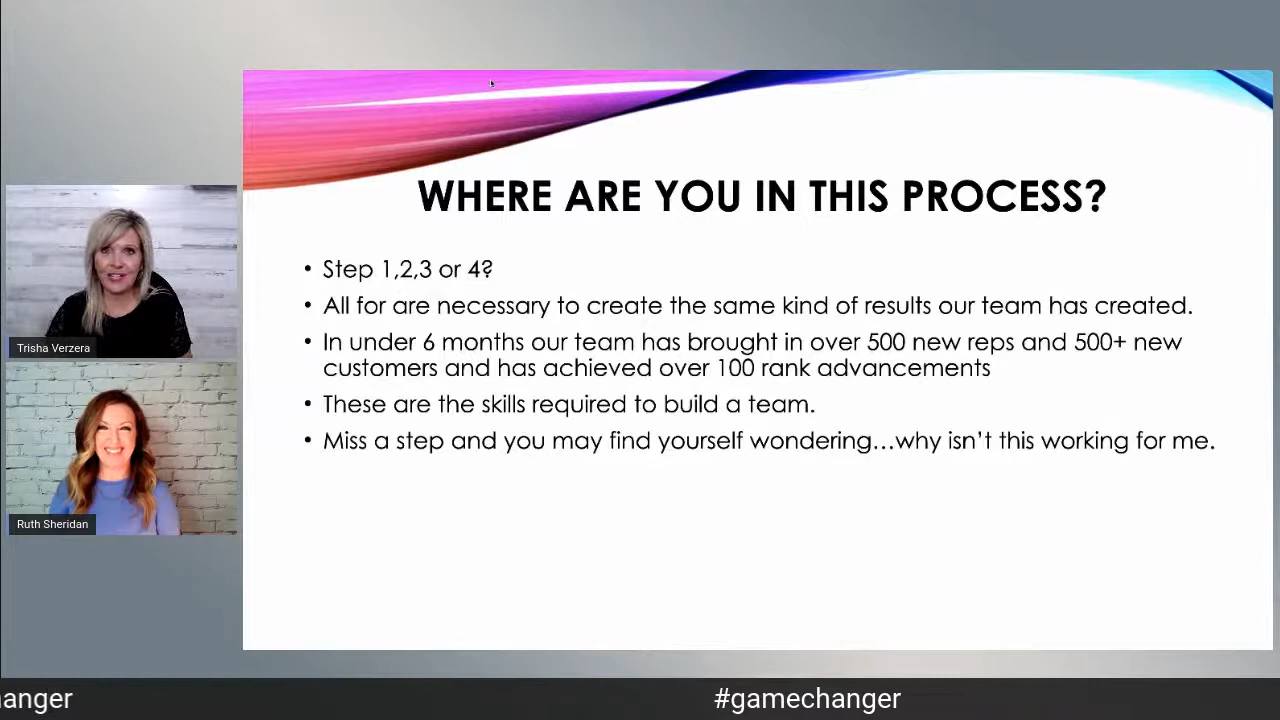 WHERE ARE YOU IN THIS PROCESS?
• Step 1,2,3 or 4?
• All for are necessary to create the same kind of results our team has created.
• In under 6 months our team has brought in over 500 new reps and 500+ new
customers and has achieved over 100 rank advancements
• These are the skills required to build a team.
• Miss a step and you may find yourself wondering…why isn't this working for me.
Trisha Verzera
Ruth Sheridan
anger
#gamechanger